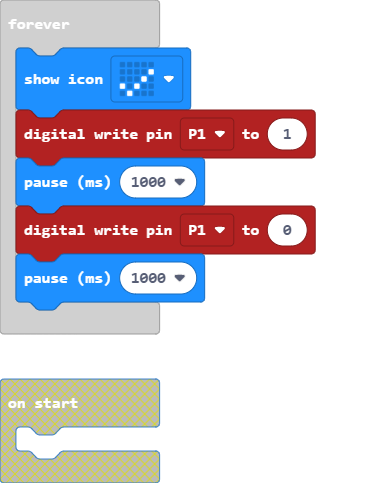 forever
show icon
digital write pin P1 to 1
pause (ms) 1000
digital write pin P1 to 0
pause (ms) 1000
on start